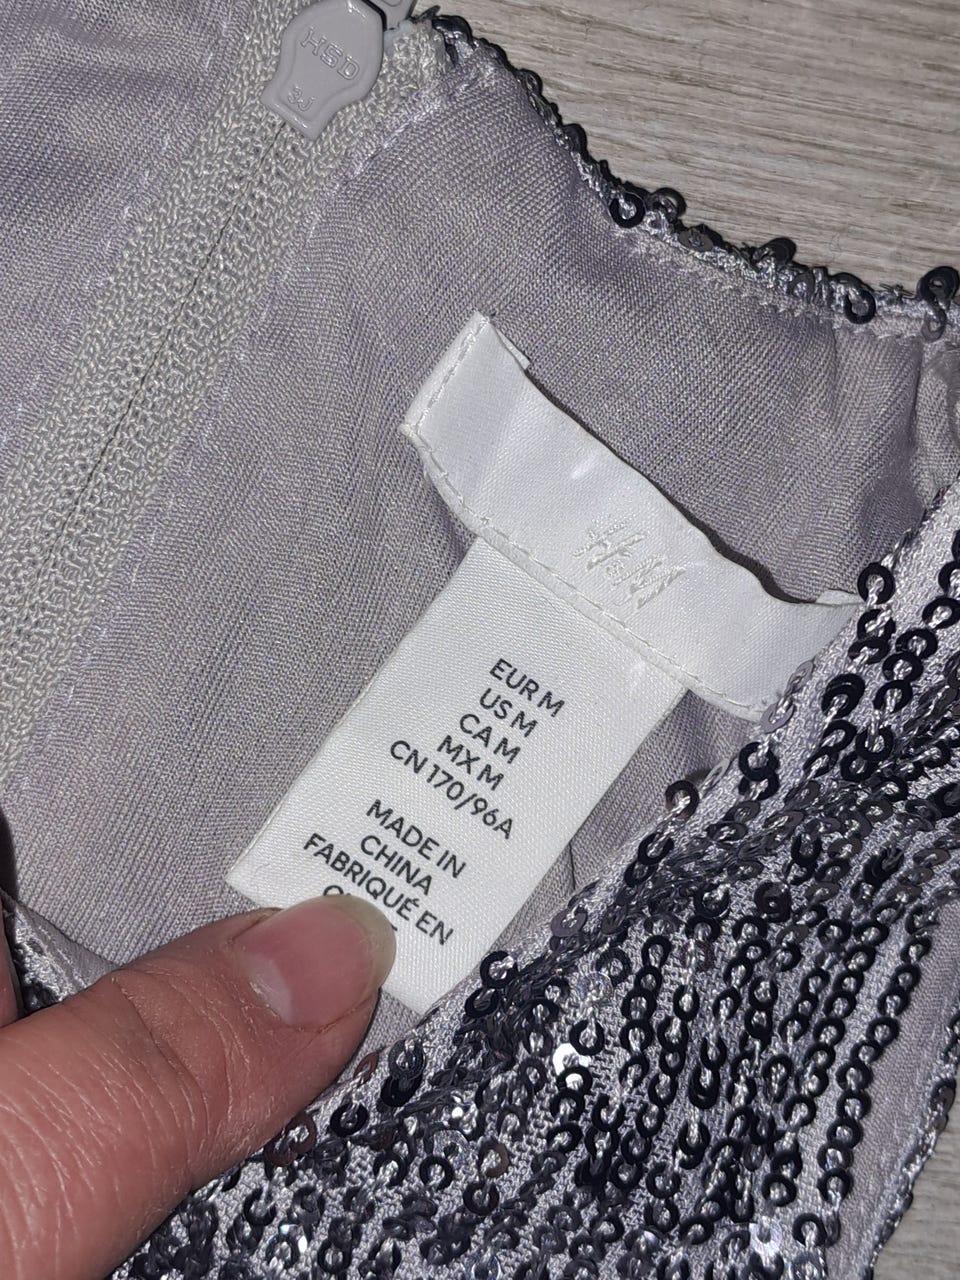 HSD
H&M
EUR M
US M
CA M
MX M
CN 170/96A
MADE IN
CHINA
FABRIQUÉ EN